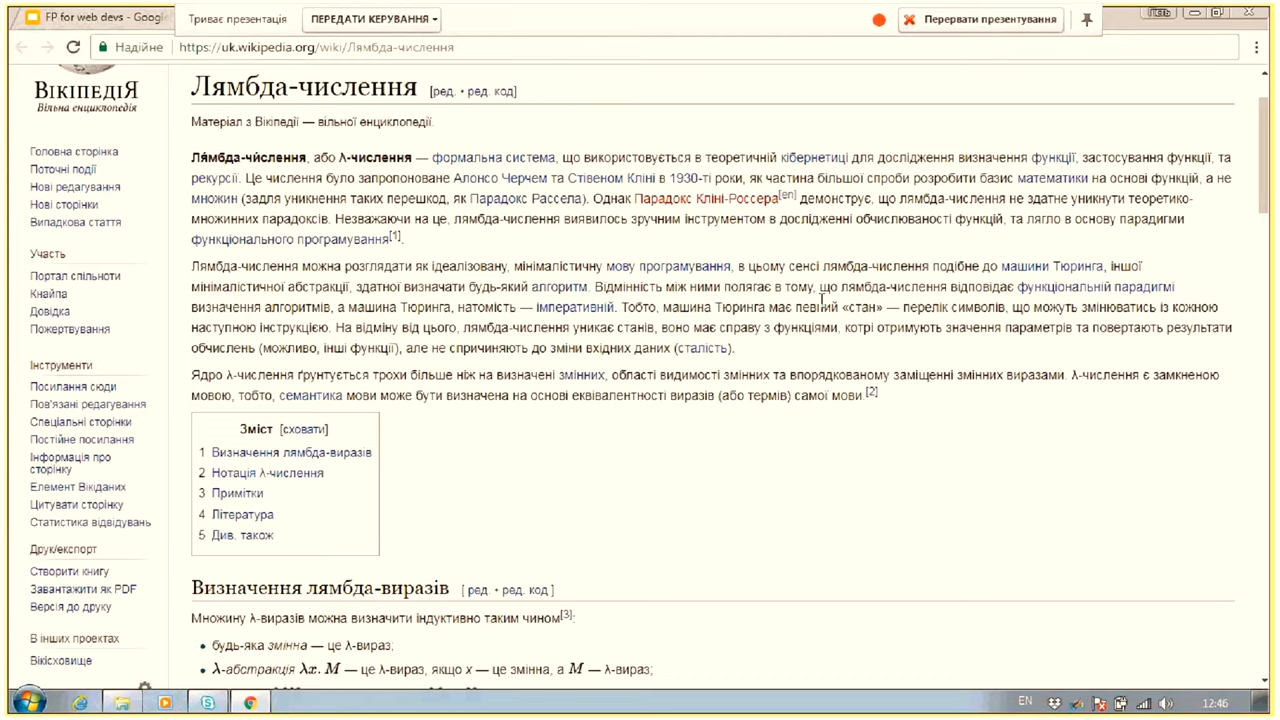 FP for web devs - Googl
Триває презентація
ПЕРЕДАТИ КЕРУВАННЯ
Перервати презентування
Надійне
https://uk.wikipedia.org/wiki/Лямбда-числення
ВІКІПЕДІЯ
Вільна енциклопедія
Головна сторінка
Поточні події
Нові редагування
Нові сторінки
Випадкова стаття
Участь
Портал спільноти
Кнайпа
Довідка
Пожертвування
Інструменти
Посилання сюди
Пов'язані редагування
Спеціальні сторінки
Постійне посилання
Інформація про
сторінку
Елемент Вікіданих
Цитувати сторінку
Статистика відвідувань
Друк/експорт
Створити книгу
Завантажити як PDF
Версія до друку
В інших проектах
Вікісховище
Лямбда-числення [ред. • ред. код]
Матеріал з Вікіпедії — вільної енциклопедії.
Ля́мбда-чи́слення, або λ-числення — формальна система, що використовується в теоретичній кібернетиці для дослідження визначення функції, застосування функції, та
рекурсії. Це числення було запропоноване Алонсо Черчем та Стівеном Кліні в 1930-ті роки, як частина більшої спроби розробити базис математики на основі функцій, а не
множин (задля уникнення таких перешкод, як Парадокс Рассела). Однак Парадокс Кліні-Россера[en] демонструє, що лямбда-числення не здатне уникнути теоретико-
множинних парадоксів. Незважаючи на це, лямбда-числення виявилось зручним інструментом в дослідженні обчислюваності функцій, та лягло в основу парадигми
функціонального програмування[1].
Лямбда-числення можна розглядати як ідеалізовану, мінімалістичну мову програмування, в цьому сенсі лямбда-числення подібне до машини Тюринга, іншої
мінімалістичної абстракції, здатної визначати будь-який алгоритм. Відмінність між ними полягає в тому, що лямбда-числення відповідає функціональній парадигмі
визначення алгоритмів, а машина Тюринга, натомість — імперативній. Тобто, машина Тюринга має певний «стан» — перелік символів, що можуть змінюватись із кожною
наступною інструкцією. На відміну від цього, лямбда-числення уникає станів, воно має справу з функціями, котрі отримують значення параметрів та повертають результати
обчислень (можливо, інші функції), але не спричиняють до зміни вхідних даних (сталість).
Ядро λ-числення ґрунтується трохи більше ніж на визначені змінних, області видимості змінних та впорядкованому заміщенні змінних виразами. λ-числення є замкненою
мовою, тобто, семантика мови може бути визначена на основі еквівалентності виразів (або термів) самої мови.[2]
Зміст [сховати]
1 Визначення лямбда-виразів
2 Нотація λ-числення
3 Примітки
4 Література
5 Див. також
Визначення лямбда-виразів [ ред. • ред. код ]
Множину λ-виразів можна визначити індуктивно таким чином[3]:
• будь-яка змінна — це λ-вираз;
• λ-абстракція λx. M — це λ-вираз, якщо x — це змінна, а M — λ-вираз;
EN
12:46